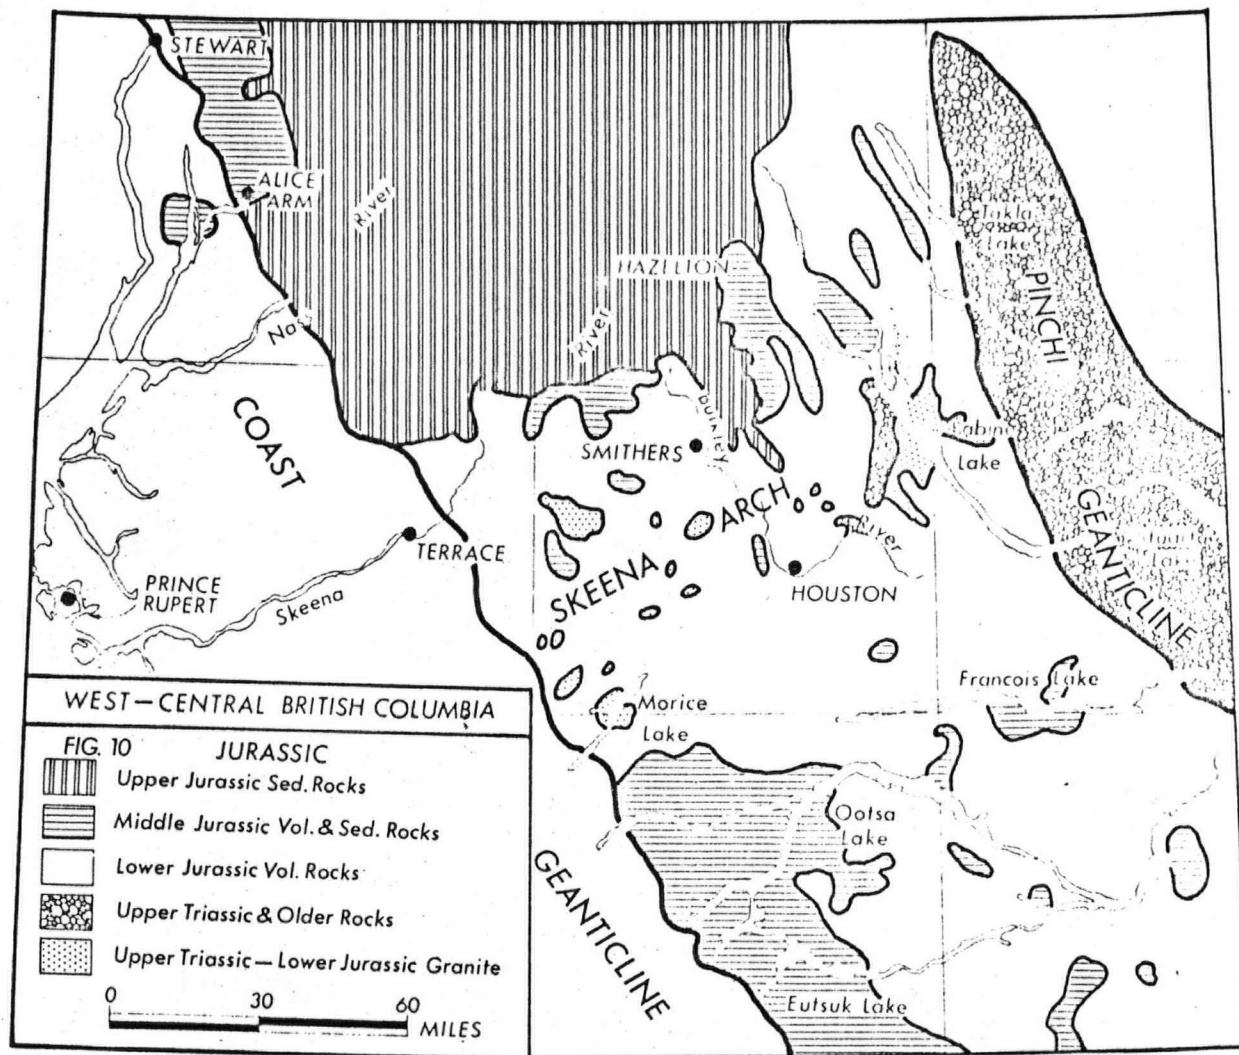 STEWART
ALICE
ARM
River
HAZELTON
River
Takla
Lake
PINCHI
Nass
COAST
Bulkley
SMITHERS
Babine
Lake
ARCH
River
TERRACE
SKEENA
HOUSTON
GEANTICLINE
Stuart
Lake
PRINCE
RUPERT
Skeena
Francois Lake
Morice
Lake
Ootsa
Lake
GEANTICLINE
Eutsuk Lake
WEST—CENTRAL BRITISH COLUMBIA
FIG. 10 JURASSIC
Upper Jurassic Sed. Rocks
Middle Jurassic Vol. & Sed. Rocks
Lower Jurassic Vol. Rocks
Upper Triassic & Older Rocks
Upper Triassic—Lower Jurassic Granite
0 30 60
MILES